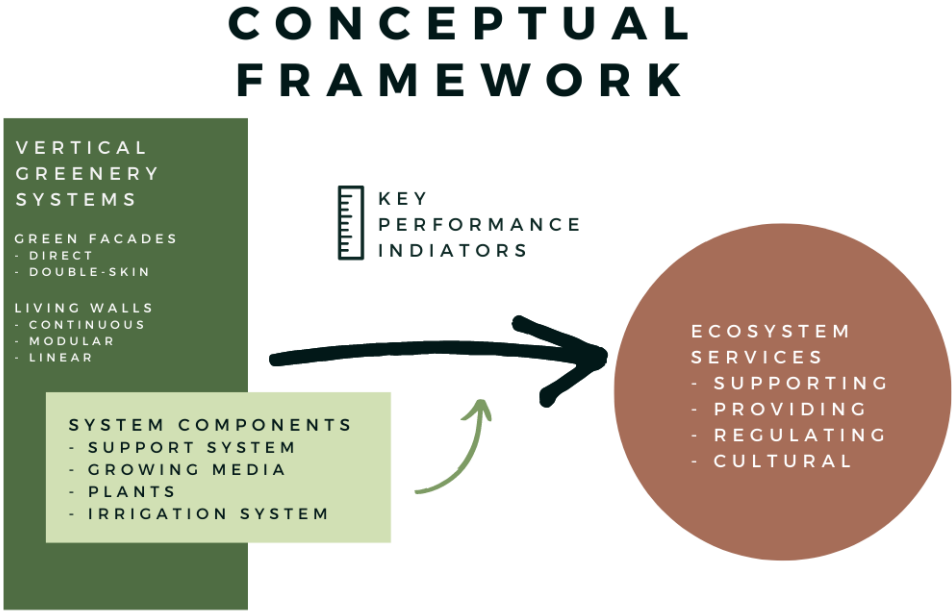 CONCEPTUAL
FRAMEWORK
VERTICAL
GREENERY
SYSTEMS
GREEN FACADES
- DIRECT
- DOUBLE-SKIN
LIVING WALLS
- CONTINUOUS
- MODULAR
- LINEAR
SYSTEM COMPONENTS
- SUPPORT SYSTEM
- GROWING MEDIA
- PLANTS
- IRRIGATION SYSTEM
KEY
PERFORMANCE
INDIATORS
ECOSYSTEM
SERVICES
- SUPPORTING
- PROVIDING
- REGULATING
- CULTURAL